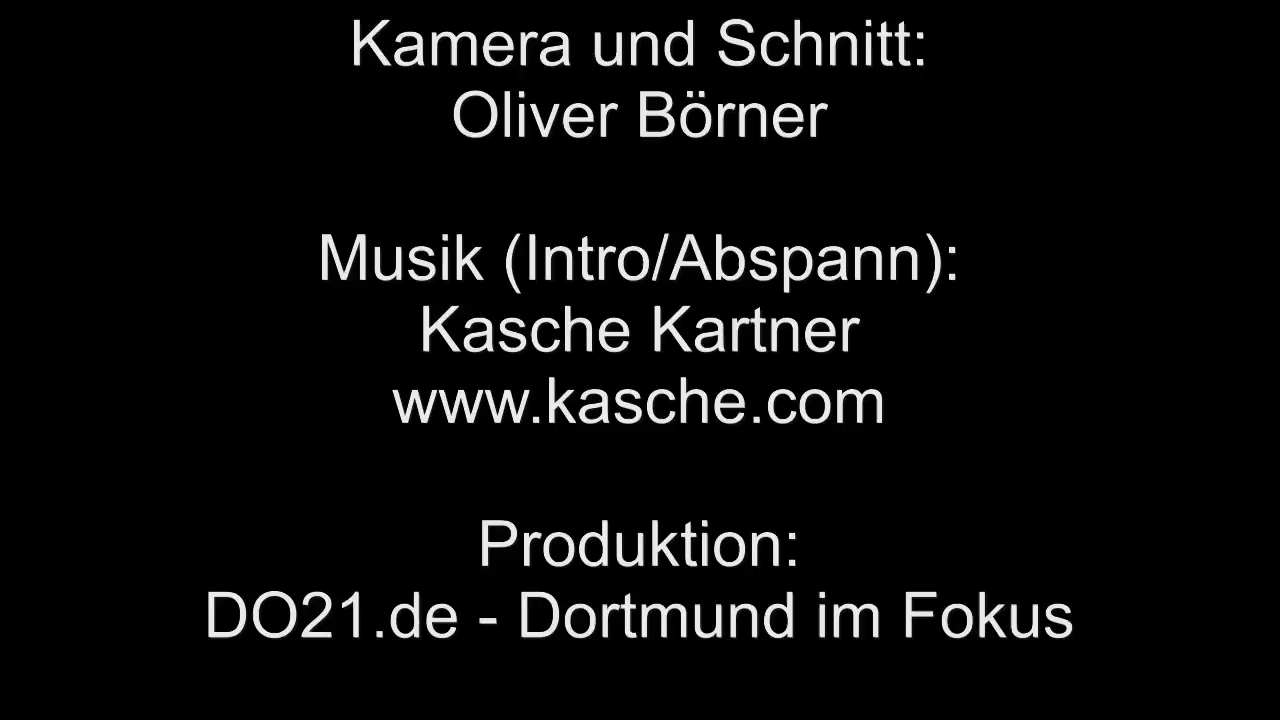 Kamera und Schnitt:
Oliver Börner
Musik (Intro/Abspann):
Kasche Kartner
www.kasche.com
Produktion:
DO21.de - Dortmund im Fokus